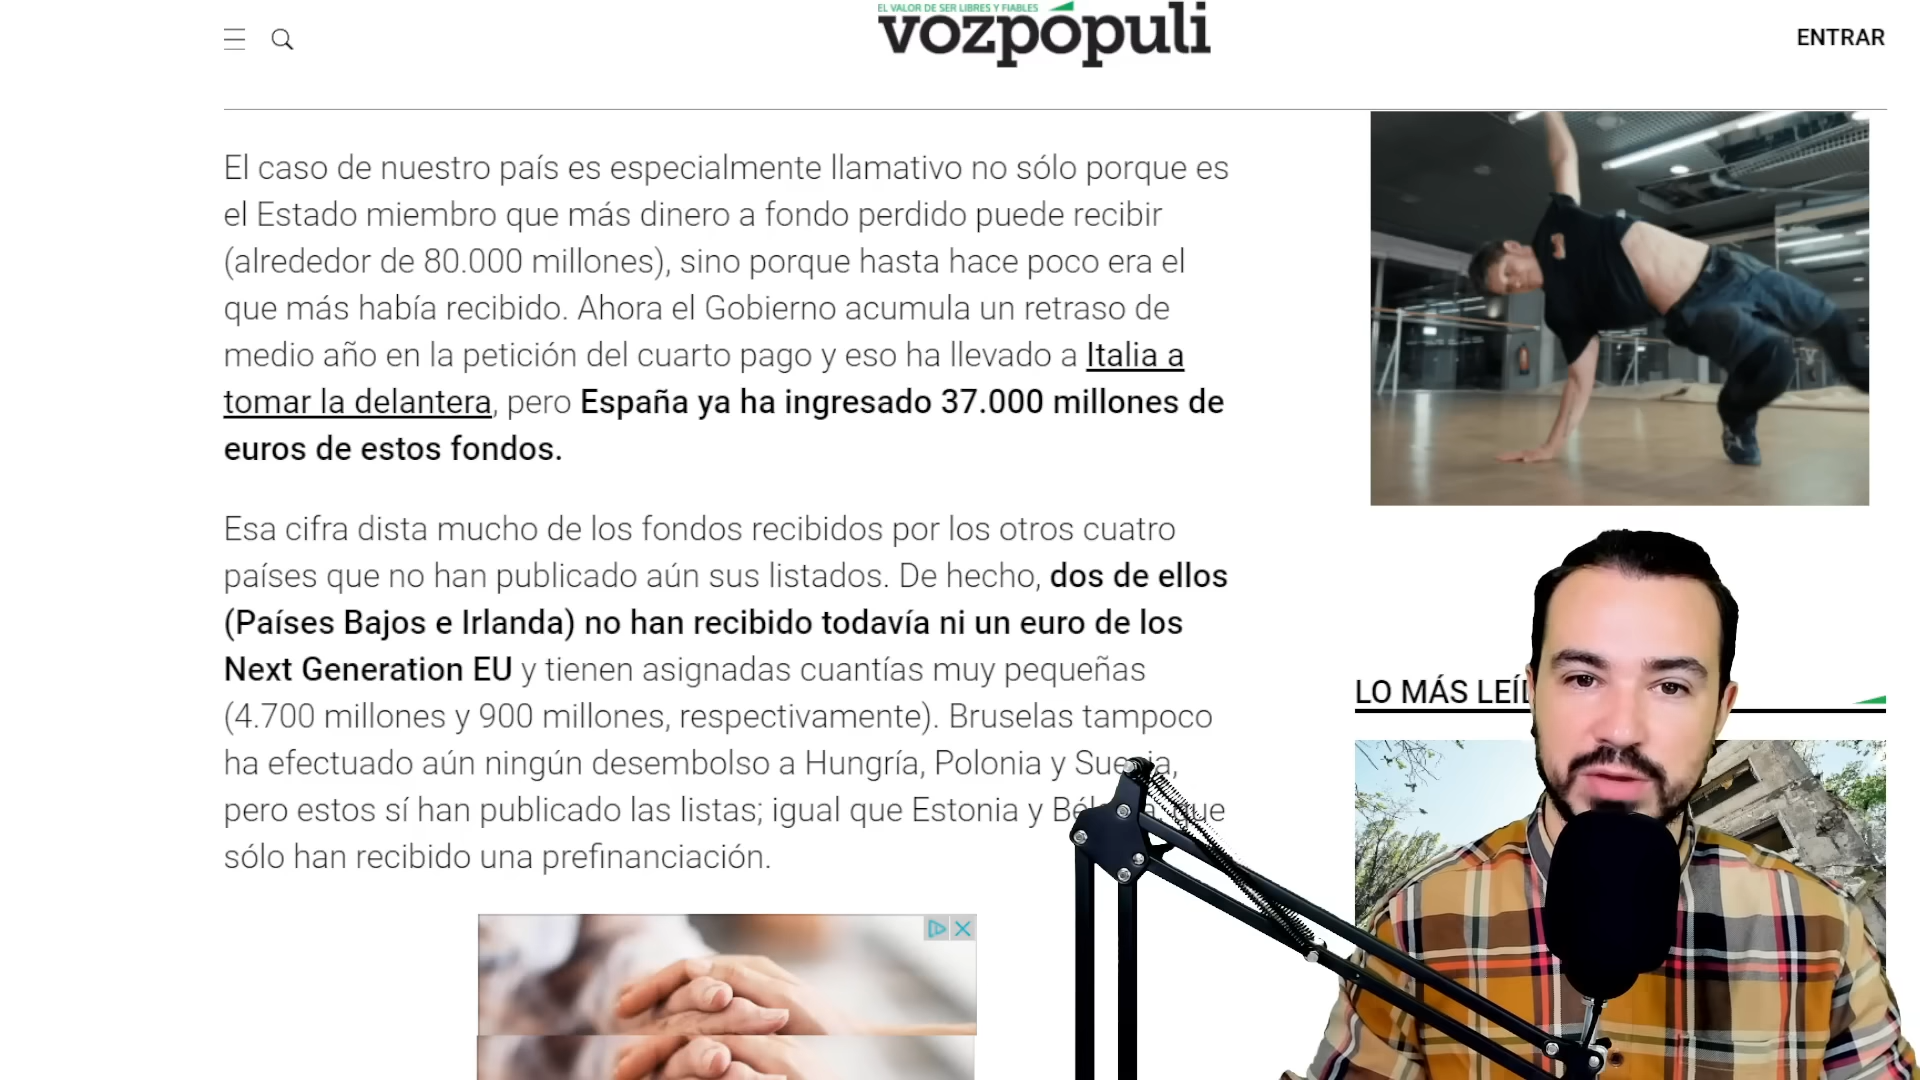 EL VALOR DE SER LIBRES Y FIABLES
vozpópuli
ENTRAR
El caso de nuestro país es especialmente llamativo no sólo porque es
el Estado miembro que más dinero a fondo perdido puede recibir
(alrededor de 80.000 millones), sino porque hasta hace poco era el
que más había recibido. Ahora el Gobierno acumula un retraso de
medio año en la petición del cuarto pago y eso ha llevado a Italia a
tomar la delantera, pero España ya ha ingresado 37.000 millones de
euros de estos fondos.
Esa cifra dista mucho de los fondos recibidos por los otros cuatro
países que no han publicado aún sus listados. De hecho, dos de ellos
(Países Bajos e Irlanda) no han recibido todavía ni un euro de los
Next Generation EU y tienen asignadas cuantías muy pequeñas
(4.700 millones y 900 millones, respectivamente). Bruselas tampoco
ha efectuado aún ningún desembolso a Hungría, Polonia y
pero estos sí han publicado las listas; igual que Estonia y que
sólo han recibido una prefinanciación.
LO MÁS